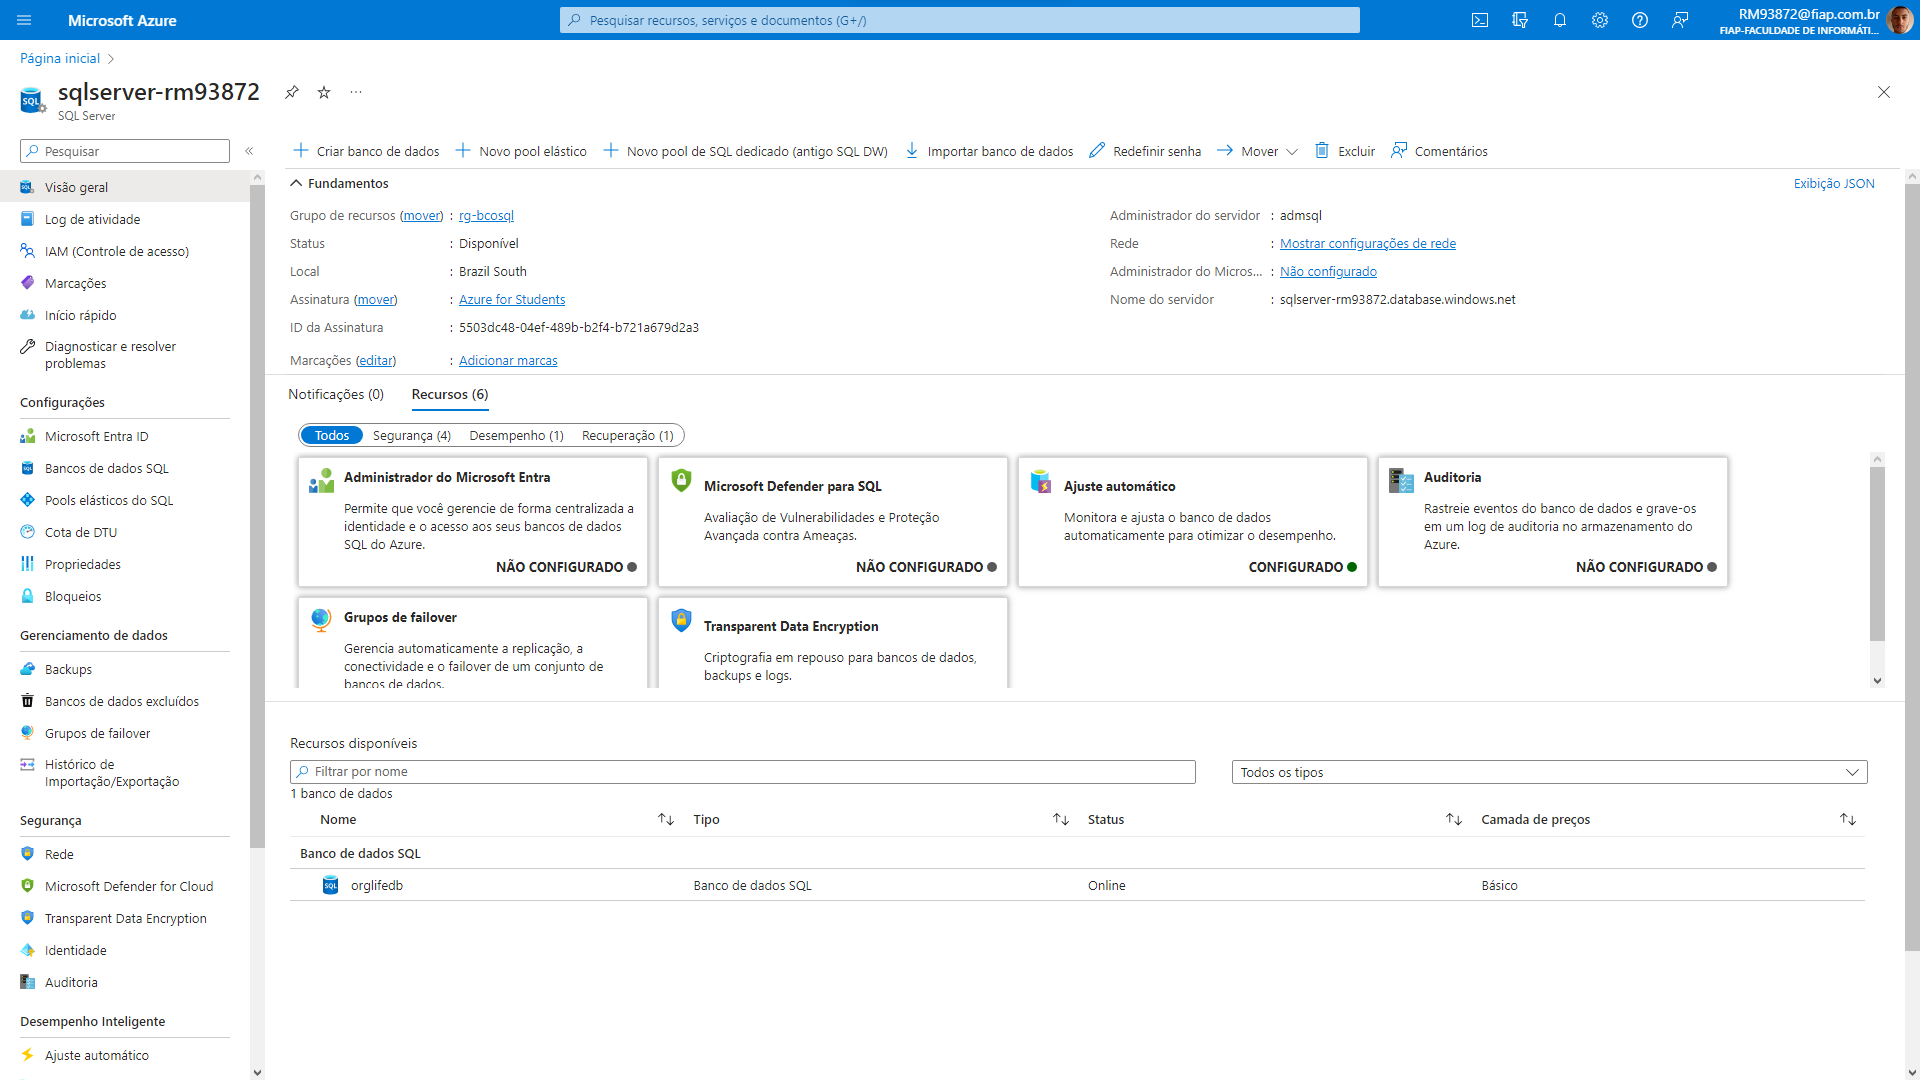 Microsoft Azure
Pesquisar recursos, serviços e documentos (G+/)
RM93872@fiap.com.br
FIAP-FACULDADE DE INFORMÁTI...
Página inicial
sqlserver-rm93872
SQL Server
Pesquisar
Criar banco de dados
Novo pool elástico
Novo pool de SQL dedicado (antigo SQL DW)
Importar banco de dados
Redefinir senha
Mover
Excluir
Comentários
Visão geral
Log de atividade
IAM (Controle de acesso)
Marcações
Início rápido
Diagnosticar e resolver
problemas
Configurações
Microsoft Entra ID
Bancos de dados SQL
Pools elásticos do SQL
Cota de DTU
Propriedades
Bloqueios
Gerenciamento de dados
Backups
Bancos de dados excluídos
Grupos de failover
Histórico de
Importação/Exportação
Segurança
Rede
Microsoft Defender for Cloud
Transparent Data Encryption
Identidade
Auditoria
Desempenho Inteligente
Ajuste automático
Fundamentos
Exibição JSON
Grupo de recursos (mover) : rg-bcosql
Status : Disponível
Local : Brazil South
Assinatura (mover) : Azure for Students
ID da Assinatura : 5503dc48-04ef-489b-b2f4-b721a679d2a3
Marcações (editar) : Adicionar marcas
Administrador do servidor : admsql
Rede : Mostrar configurações de rede
Administrador do Micros... : Não configurado
Nome do servidor : sqlserver-rm93872.database.windows.net
Notificações (0)
Recursos (6)
Todos
Segurança (4)
Desempenho (1)
Recuperação (1)
Administrador do Microsoft Entra
Permite que você gerencie de forma centralizada a
identidade e o acesso aos seus bancos de dados
SQL do Azure.
NÃO CONFIGURADO
Microsoft Defender para SQL
Avaliação de Vulnerabilidades e Proteção
Avançada contra Ameaças.
NÃO CONFIGURADO
Ajuste automático
Monitora e ajusta o banco de dados
automaticamente para otimizar o desempenho.
CONFIGURADO
Auditoria
Rastreie eventos do banco de dados e grave-os
em um log de auditoria no armazenamento do
Azure.
NÃO CONFIGURADO
Grupos de failover
Gerencia automaticamente a replicação, a
conectividade e o failover de um conjunto de
bancos de dados.
Transparent Data Encryption
Criptografia em repouso para bancos de dados,
backups e logs.
Recursos disponíveis
Filtrar por nome
Todos os tipos
1 banco de dados
Nome
Tipo
Status
Camada de preços
Banco de dados SQL
orglifedb
Banco de dados SQL
Online
Básico